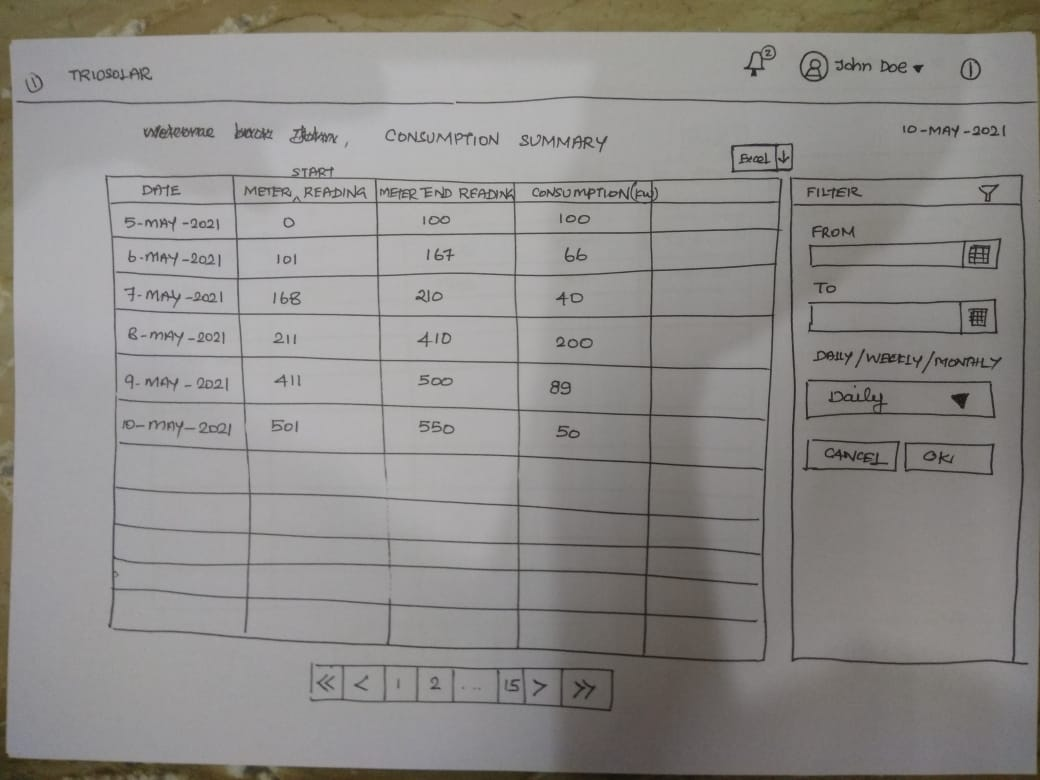 1 TRIOSOLAR
2 John Doe
CONSUMPTION SUMMARY
10-MAY-2021
Excel
DATE METER START READING METER END READING CONSUMPTION(kW)
5-MAY-2021 0 100 100
6-MAY-2021 101 167 66
7-MAY-2021 168 210 40
8-MAY-2021 211 410 200
9-MAY-2021 411 500 89
10-MAY-2021 501 550 50
FILTER
FROM
TO
DAILY/WEEKLY/MONTHLY
Daily
CANCEL OK
<< < 1 2 ... 15 > >>